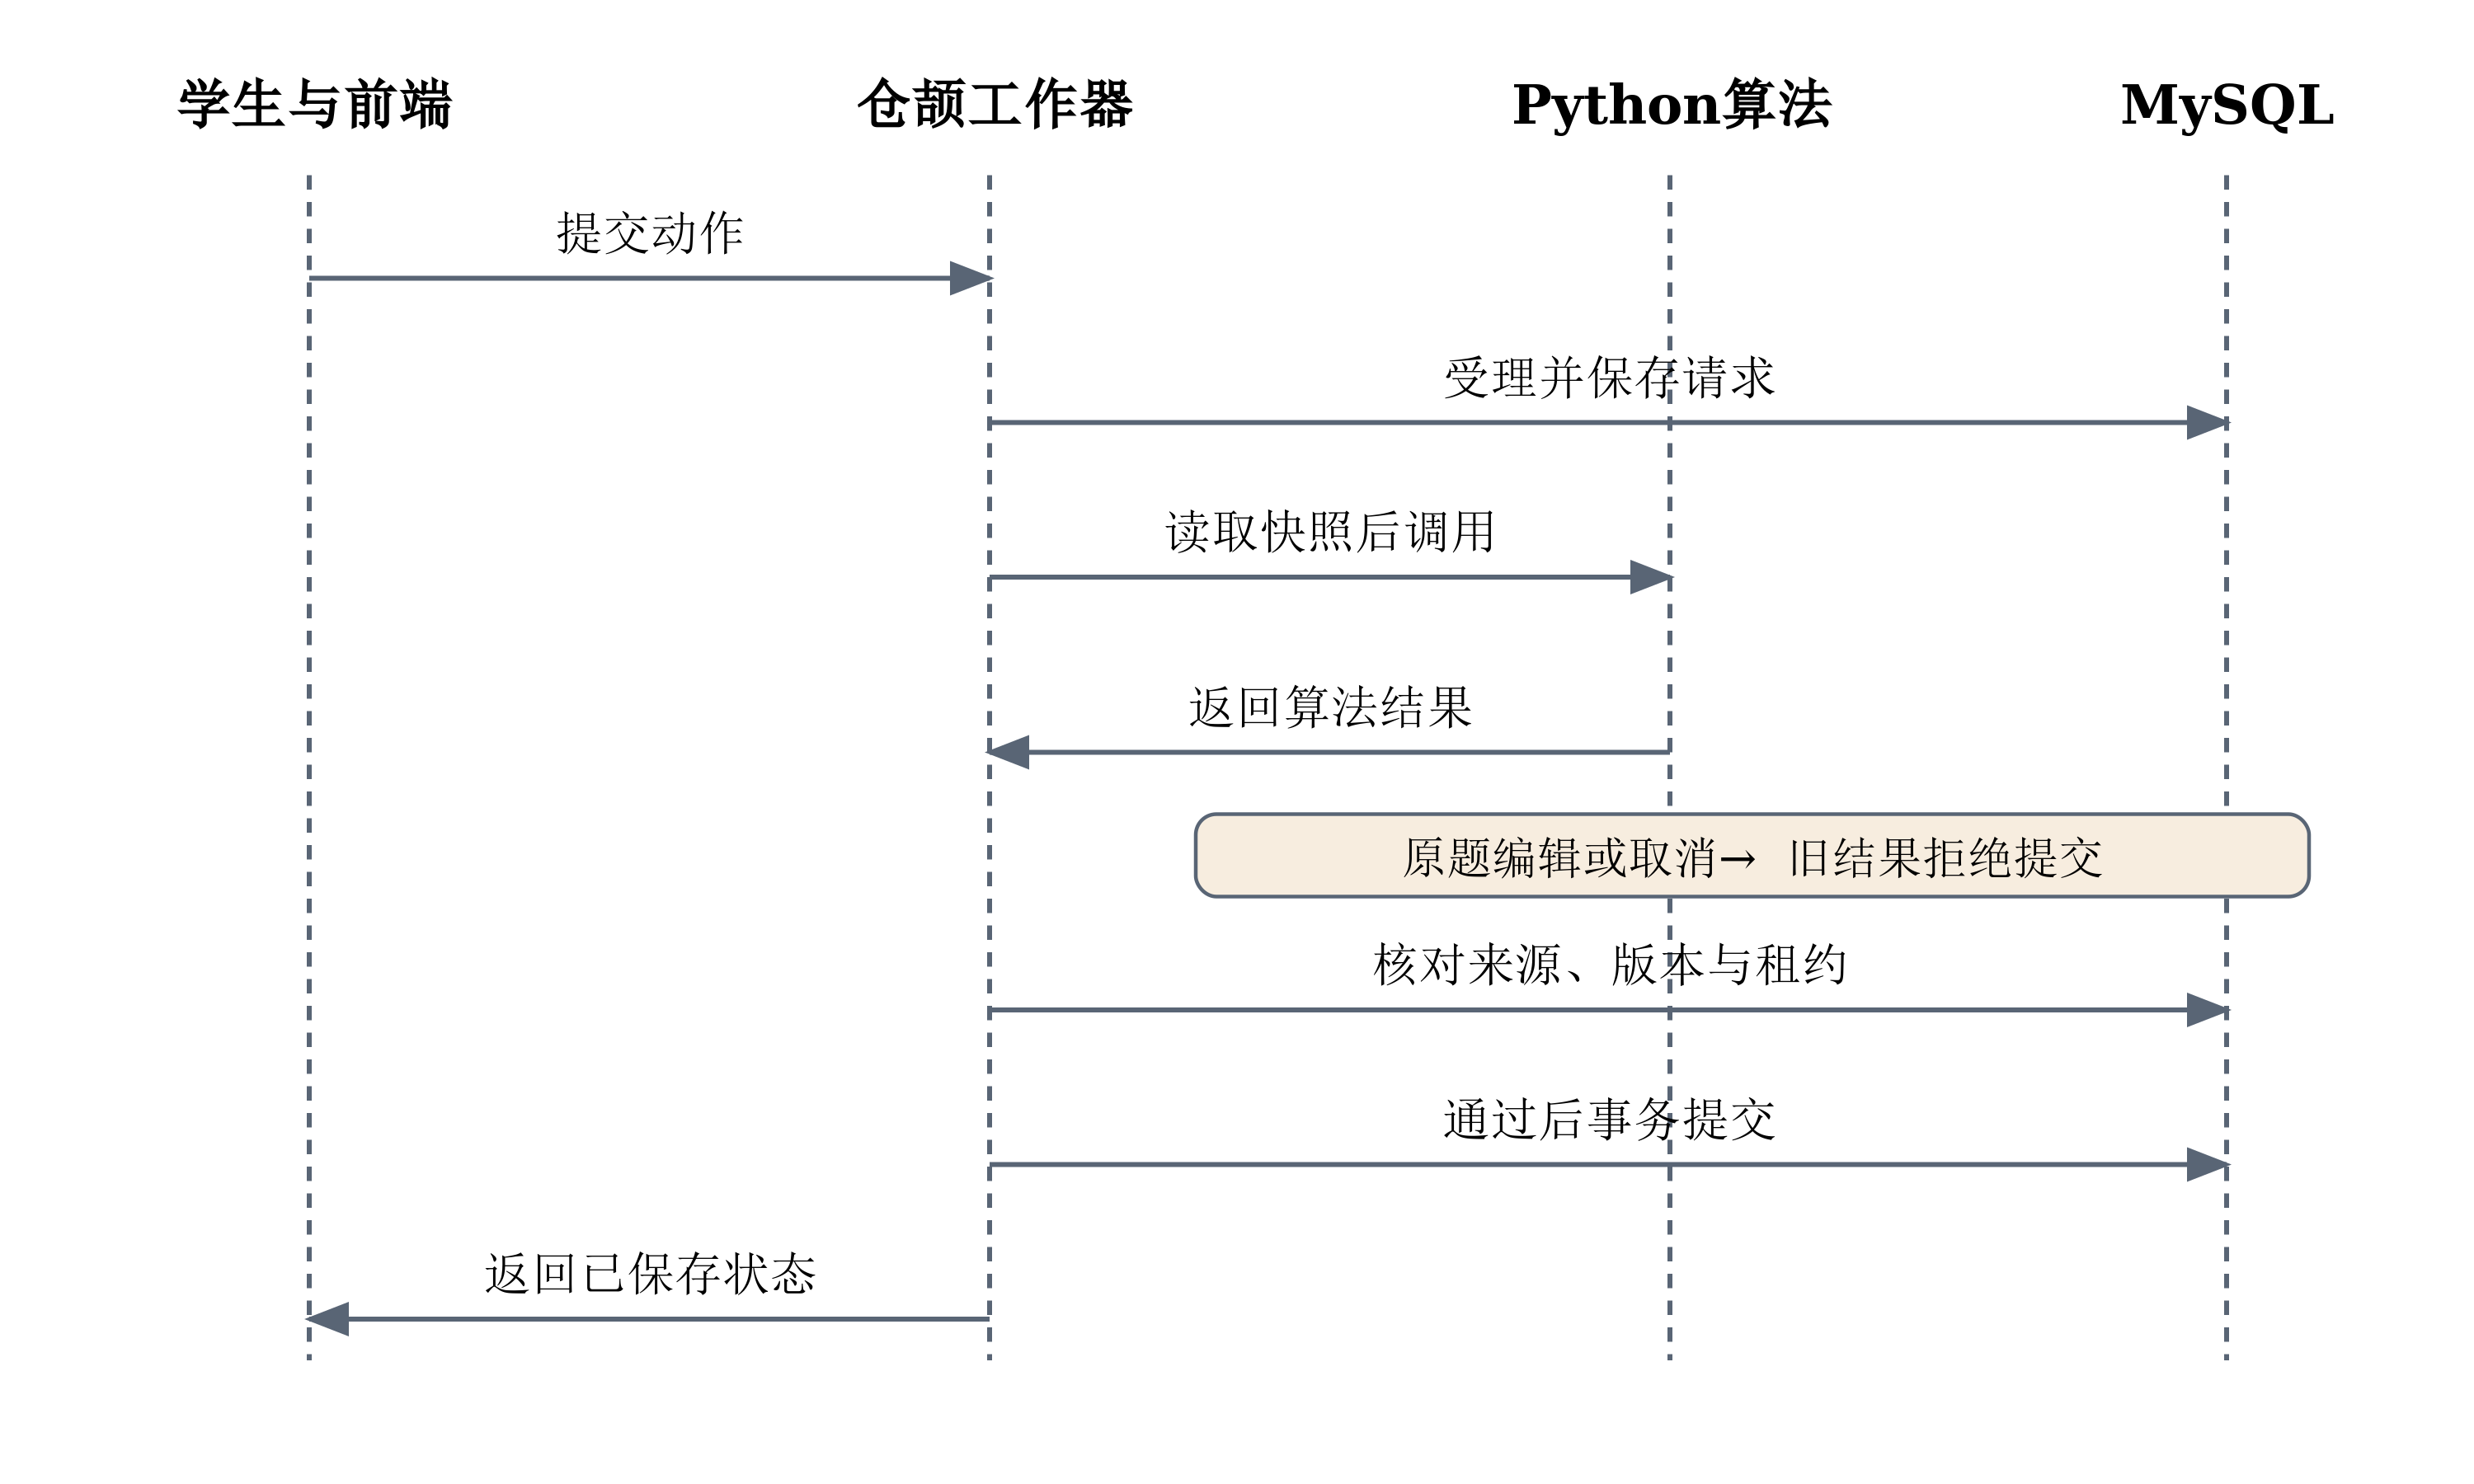 学生与前端
仓颉工作器
Python算法
MySQL
提交动作
受理并保存请求
读取快照后调用
返回算法结果
原题编辑或取消→ 旧结果拒绝提交
核对来源、版本与租约
通过后事务提交
返回已保存状态